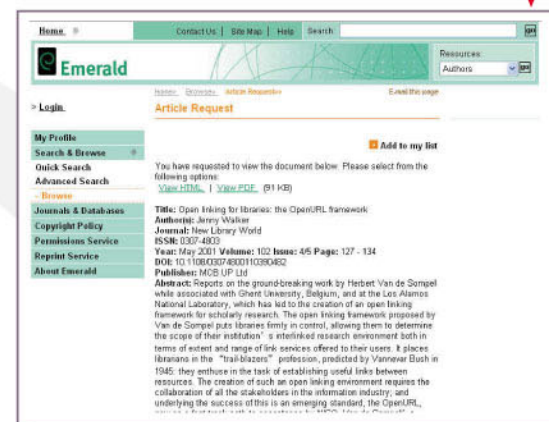 Home
Contact Us | Site Map | Help Search
go
Emerald
Resources:
Authors
go
Home> Browse> Article Request>>
E-mail this page
> Login
Article Request
My Profile
Search & Browse
Quick Search
Advanced Search
- Browse
Journals & Databases
Copyright Policy
Permissions Service
Reprint Service
About Emerald
Add to my list
You have requested to view the document below. Please select from the
following options:
View HTML | View PDF (91 KB)
Title: Open linking for libraries: the OpenURL framework
Author(s): Jenny Walker
Journal: New Library World
ISSN: 0307-4803
Year: May 2001 Volume: 102 Issue: 4/5 Page: 127 - 134
DOI: 10.1108/03074800110390482
Publisher: MCB UP Ltd
Abstract: Reports on the ground-breaking work by Herbert Van de Sompel
while associated with Ghent University, Belgium, and at the Los Alamos
National Laboratory, which has led to the creation of an open linking
framework for scholarly research. The open linking framework proposed by
Van de Sompel puts libraries firmly in control, allowing them to determine
the scope of their institution's interlinked research environment both in
terms of extent and range of link services offered to their users. It places
librarians in the "trail-blazers" profession, predicted by Vannevar Bush in
1945: they enthuse in the task of establishing useful links between
resources. The creation of such an open linking environment requires the
collaboration of all the stakeholders in the information industry; and
underlying the success of this is an emerging standard, the OpenURL,